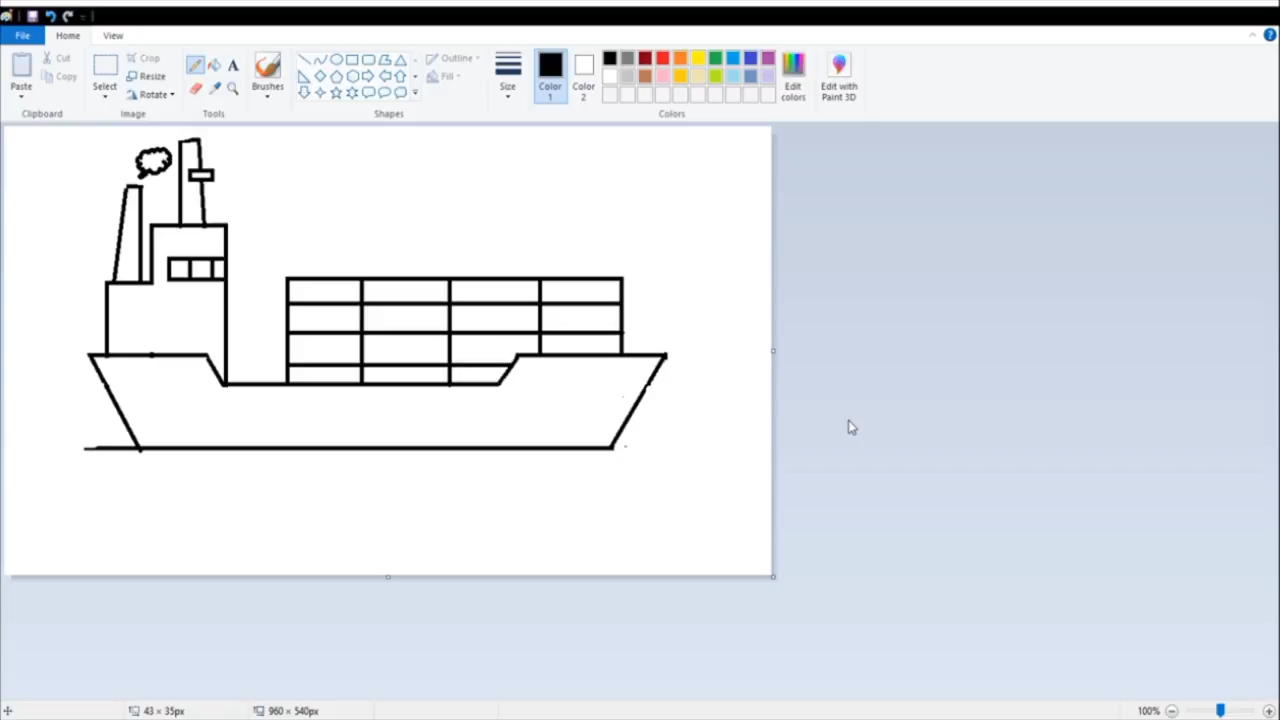 File Home View
Paste Cut Copy Select Crop Resize Rotate Brushes Outline Fill Size Color 1 Color 2 Edit colors Edit with Paint 3D
Clipboard Image Tools Shapes Colors
43 × 35px 960 × 540px 100%